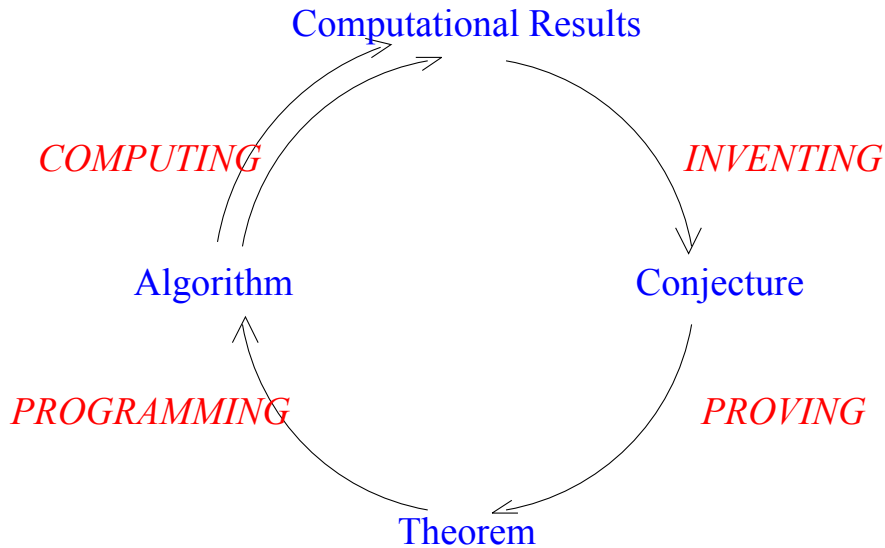 Computational Results
COMPUTING
INVENTING
Algorithm
Conjecture
PROGRAMMING
PROVING
Theorem